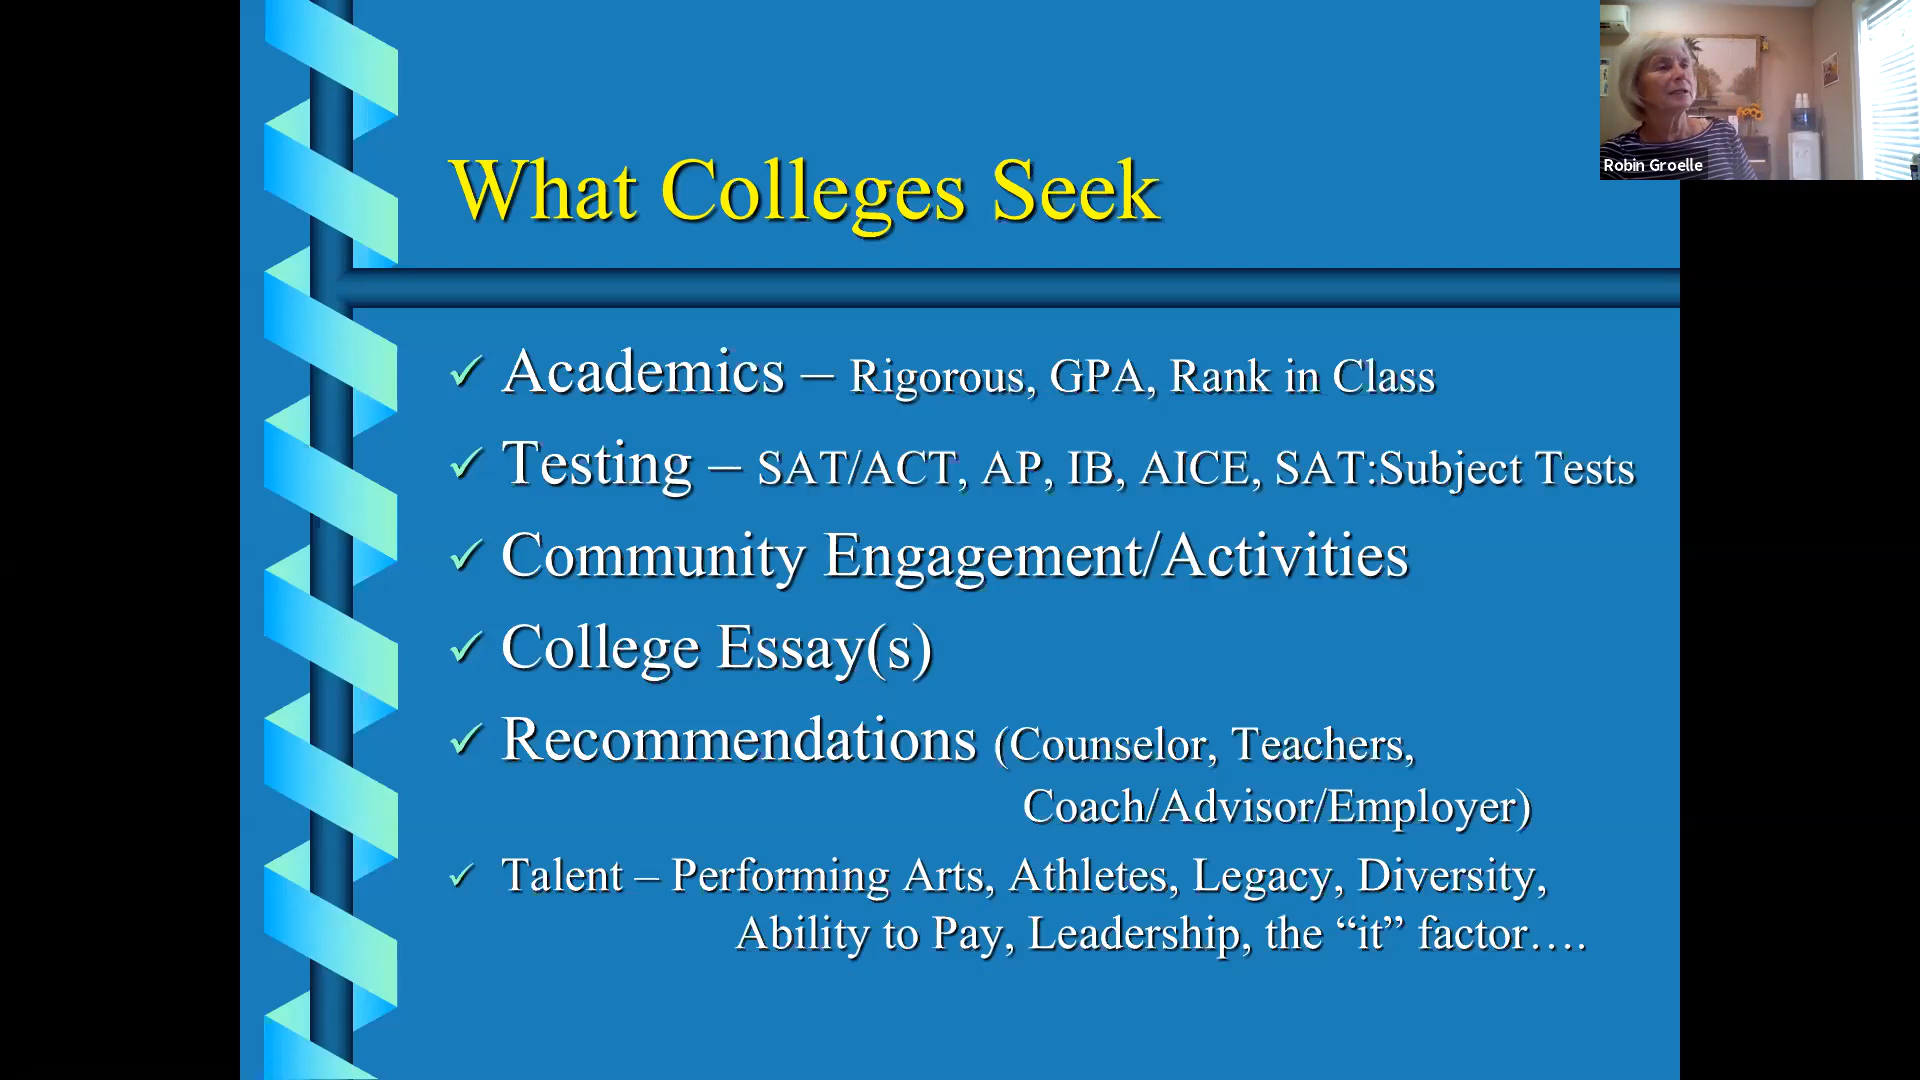 Robin Groelle
What Colleges Seek
✓ Academics – Rigorous, GPA, Rank in Class
✓ Testing – SAT/ACT, AP, IB, AICE, SAT:Subject Tests
✓ Community Engagement/Activities
✓ College Essay(s)
✓ Recommendations (Counselor, Teachers,
Coach/Advisor/Employer)
✓ Talent – Performing Arts, Athletes, Legacy, Diversity,
Ability to Pay, Leadership, the “it” factor….